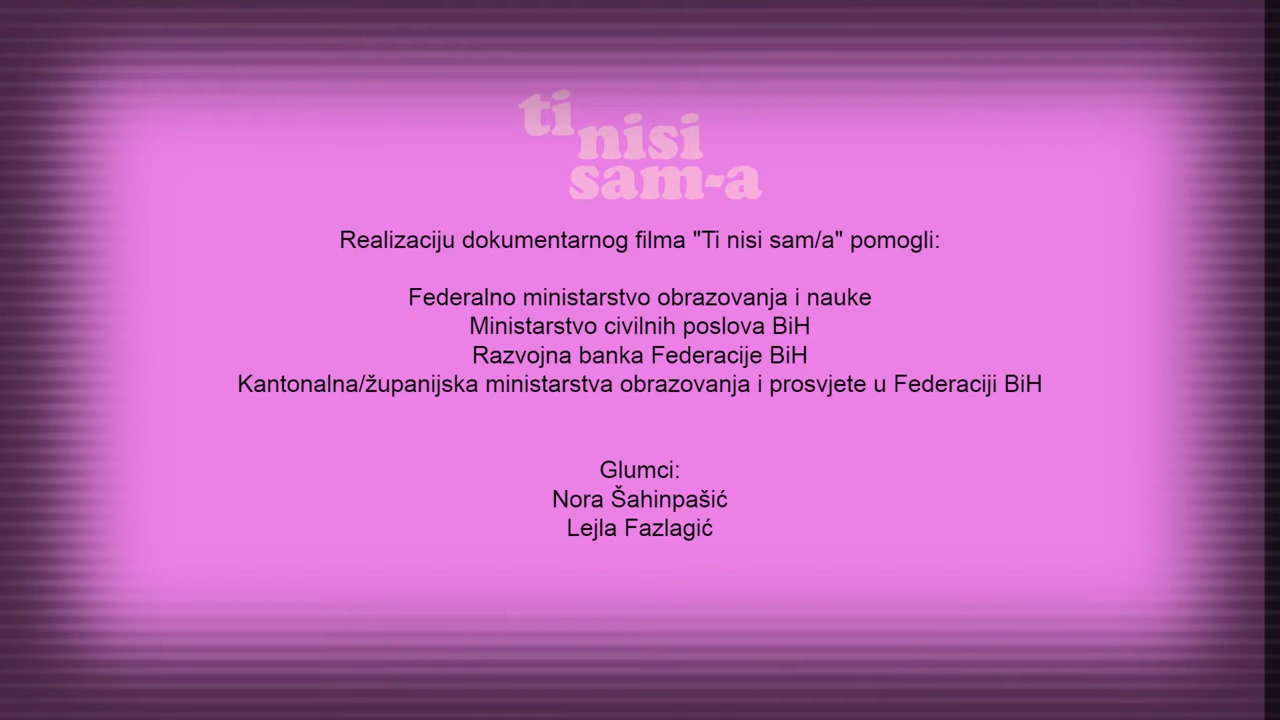 ti
nisi
sam-a
Realizaciju dokumentarnog filma "Ti nisi sam/a" pomogli:
Federalno ministarstvo obrazovanja i nauke
Ministarstvo civilnih poslova BiH
Razvojna banka Federacije BiH
Kantonalna/županijska ministarstva obrazovanja i prosvjete u Federaciji BiH
Glumci:
Nora Šahinpašić
Lejla Fazlagić